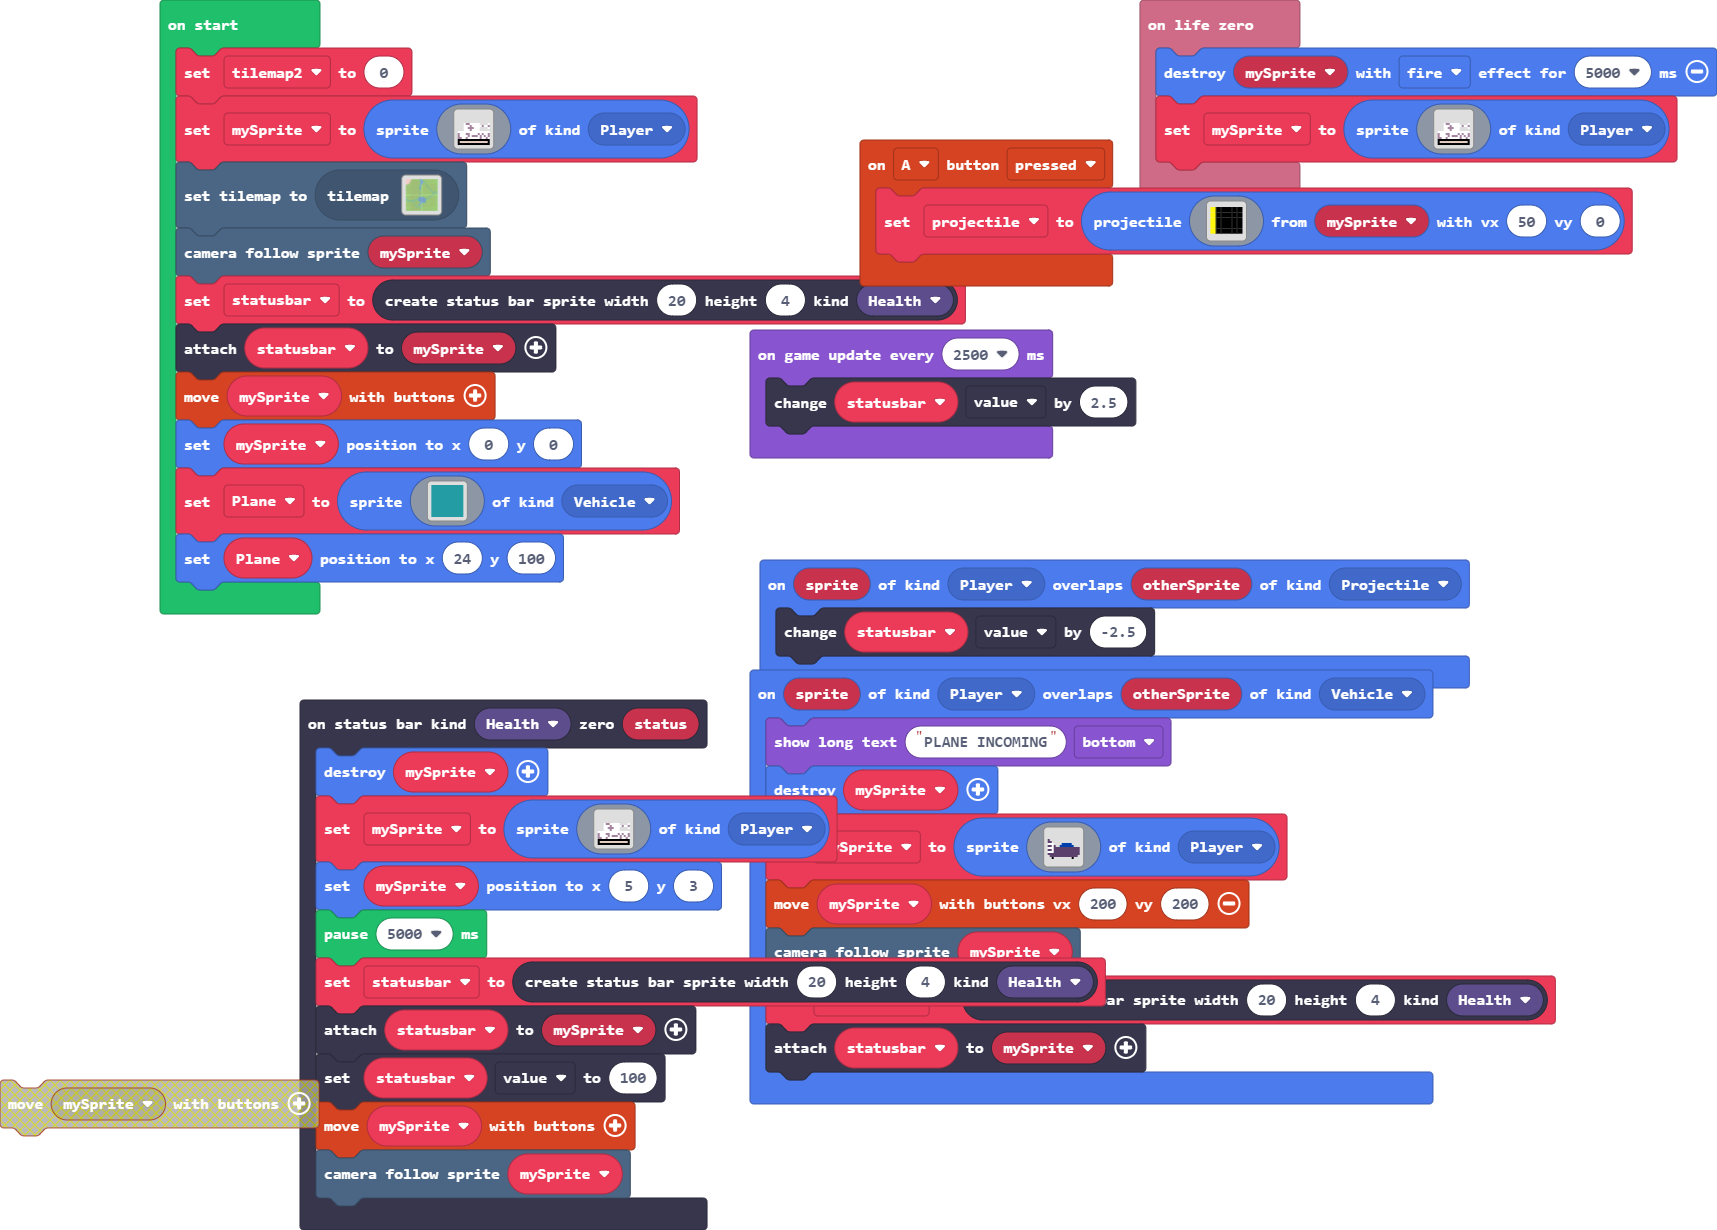 on start
set tilemap2 to 0
set mySprite to sprite of kind Player
set tilemap to tilemap
camera follow sprite mySprite
set statusbar to create status bar sprite width 20 height 4 kind Health
attach statusbar to mySprite
move mySprite with buttons
set mySprite position to x 0 y 0
set Plane to sprite of kind Vehicle
set Plane position to x 24 y 100
on life zero
destroy mySprite with fire effect for 5000 ms
set mySprite to sprite of kind Player
on A button pressed
set projectile to projectile from mySprite with vx 50 vy 0
on game update every 2500 ms
change statusbar value by 2.5
on sprite of kind Player overlaps otherSprite of kind Projectile
change statusbar value by -2.5
on sprite of kind Player overlaps otherSprite of kind Vehicle
show long text "PLANE INCOMING" bottom
destroy mySprite
ySprite to sprite of kind Player
move mySprite with buttons vx 200 vy 200
camera follow sprite mySprite
ar sprite width 20 height 4 kind Health
attach statusbar to mySprite
on status bar kind Health zero status
destroy mySprite
set mySprite to sprite of kind Player
set mySprite position to x 5 y 3
pause 5000 ms
set statusbar to create status bar sprite width 20 height 4 kind Health
attach statusbar to mySprite
set statusbar value to 100
move mySprite with buttons
camera follow sprite mySprite
move mySprite with buttons